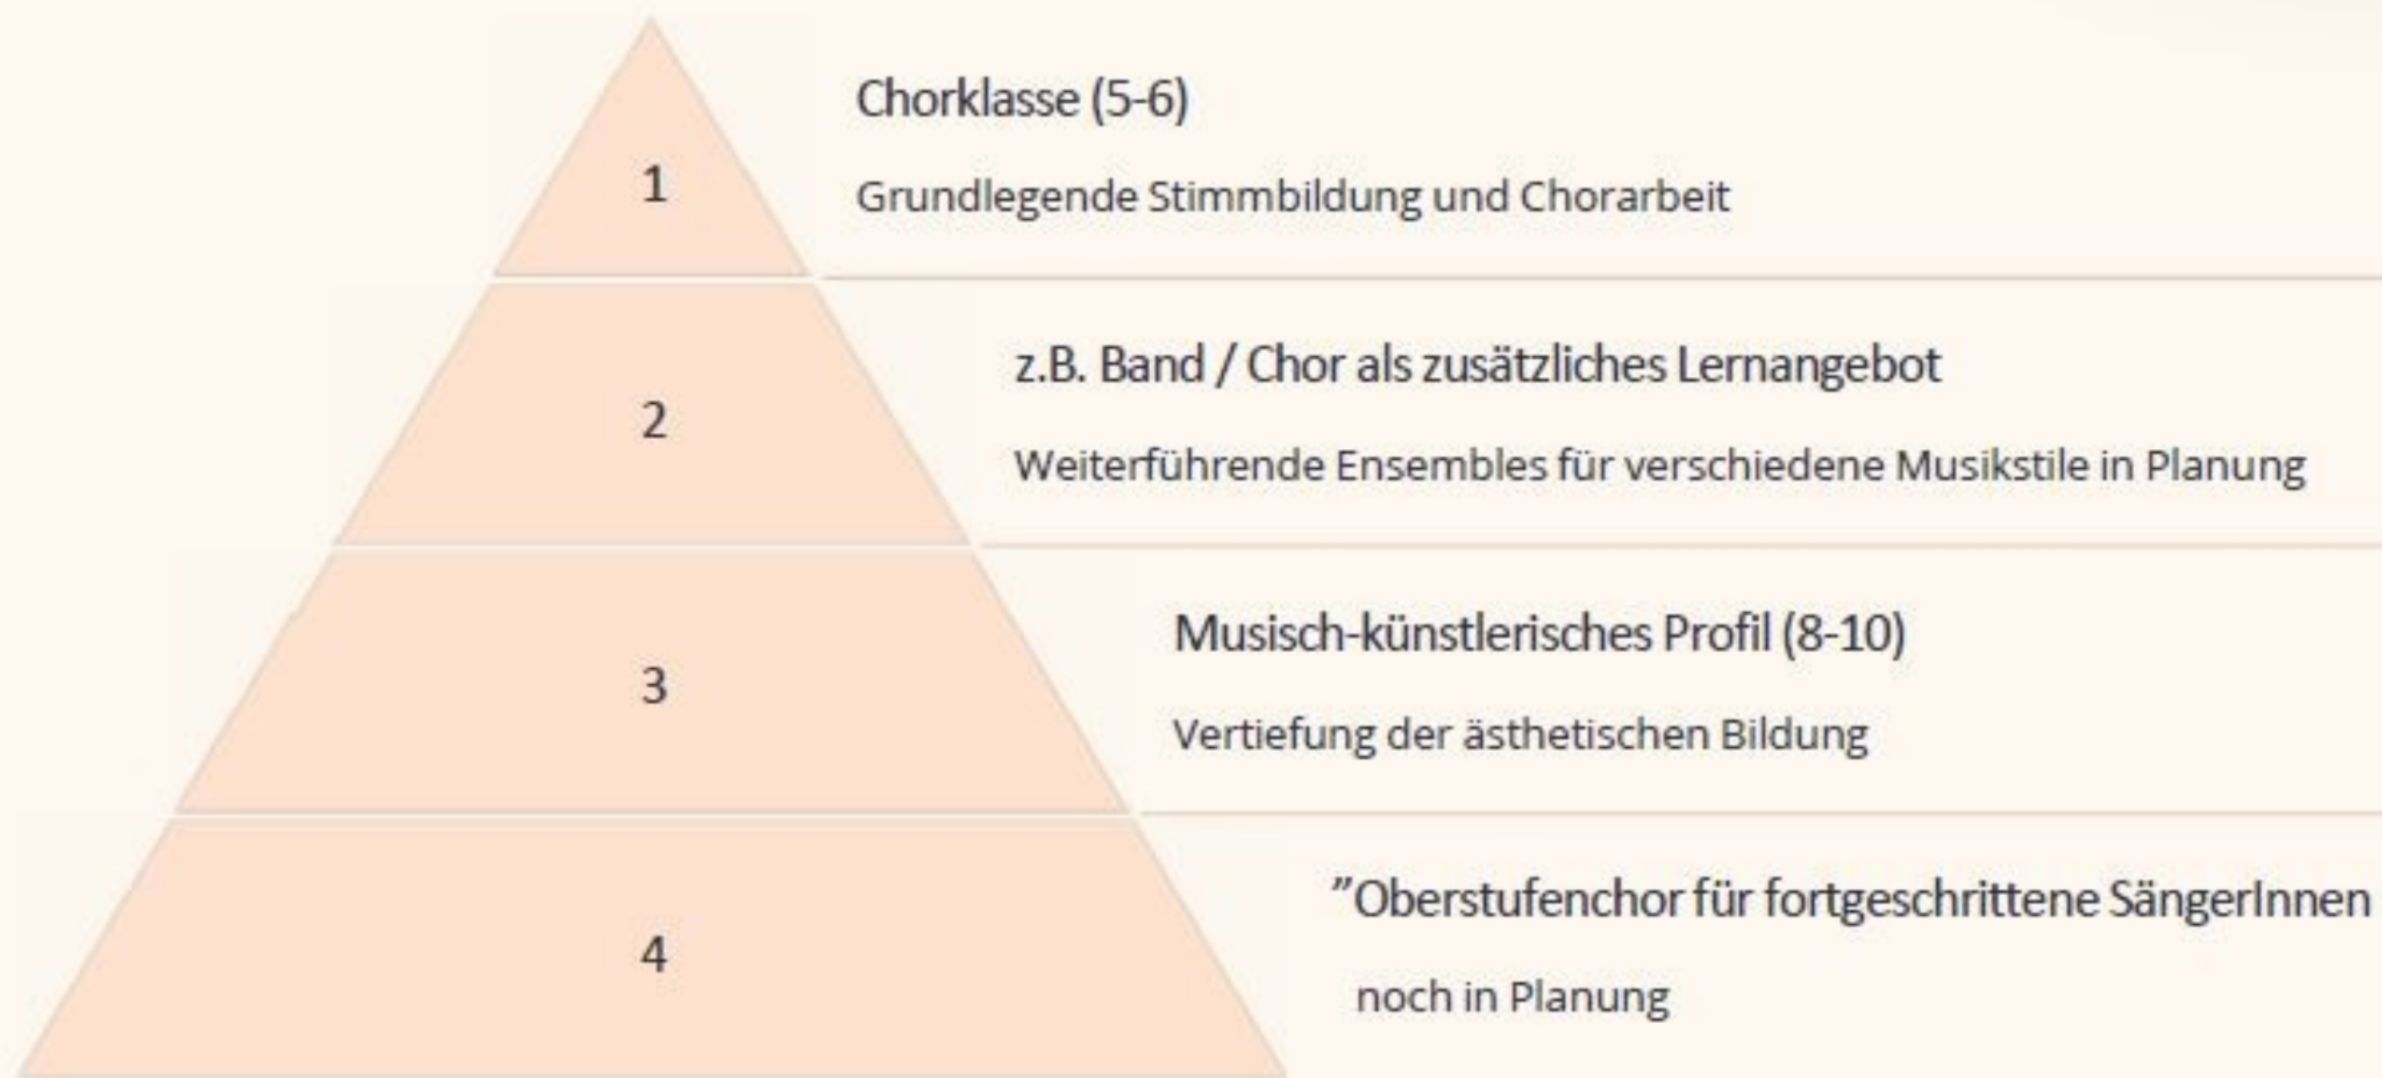 1
Chorklasse (5-6)
Grundlegende Stimmbildung und Chorarbeit
2
z.B. Band / Chor als zusätzliches Lernangebot
Weiterführende Ensembles für verschiedene Musikstile in Planung
3
Musisch-künstlerisches Profil (8-10)
Vertiefung der ästhetischen Bildung
4
"Oberstufenchor für fortgeschrittene SängerInnen
noch in Planung